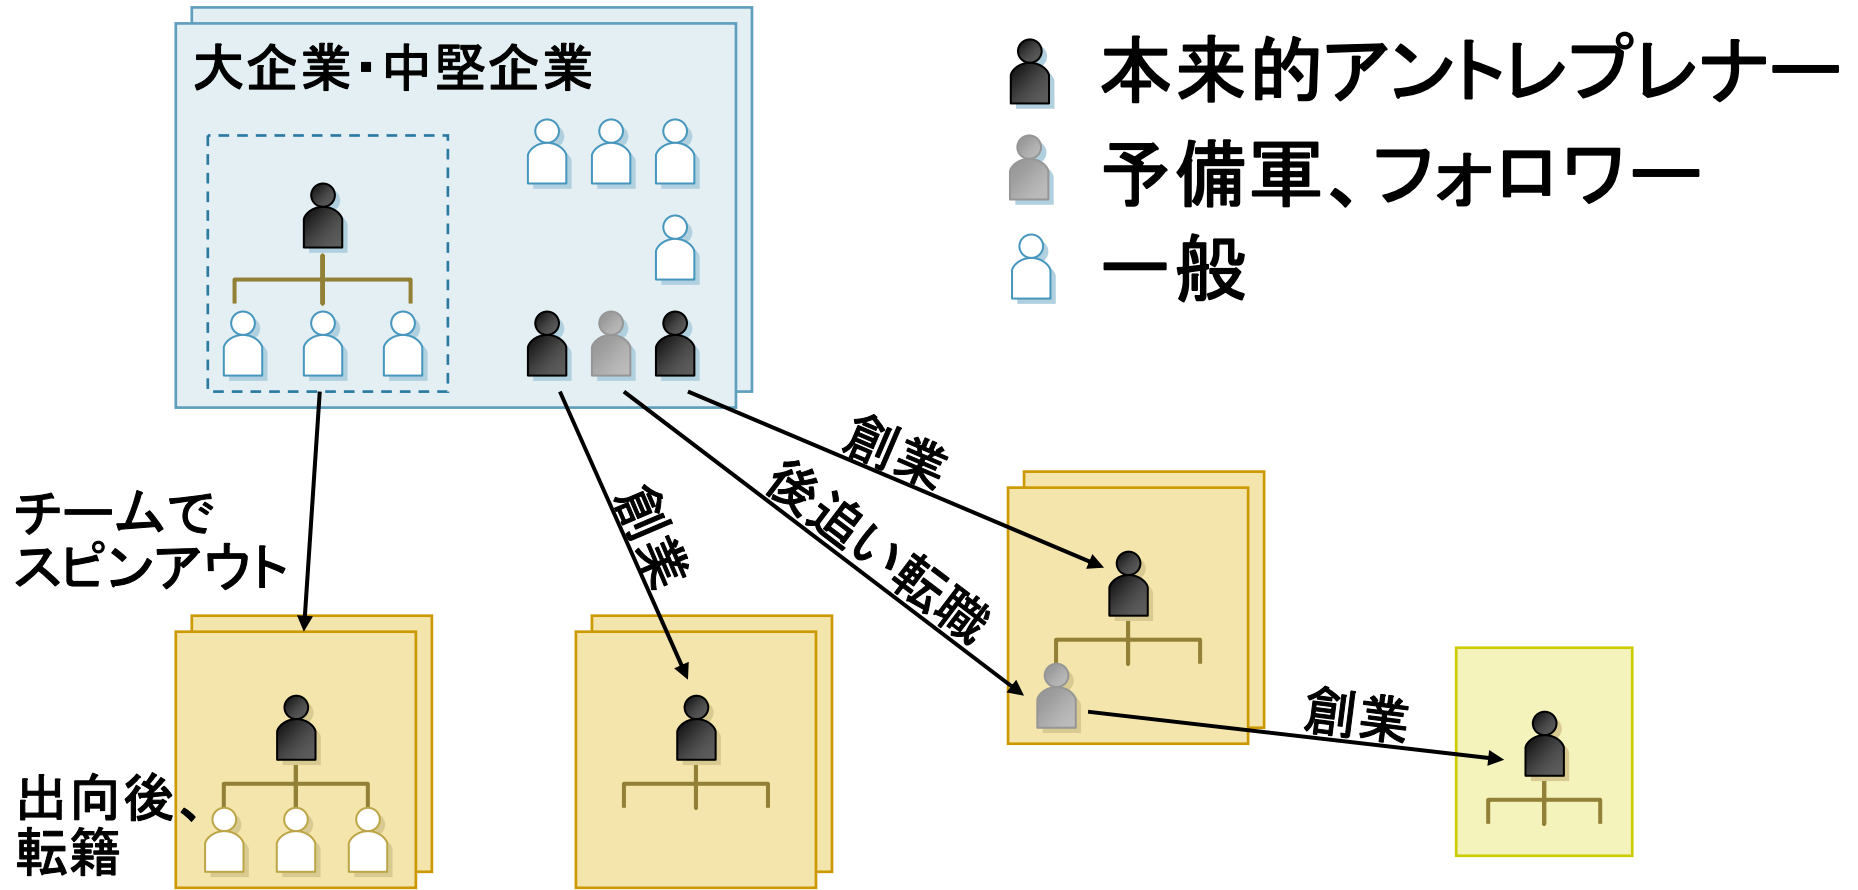 大企業・中堅企業
本来的アントレプレナー
予備軍、フォロワー
一般
創業
後追い転職
創業
チームで
スピンアウト
創業
出向後、
転籍